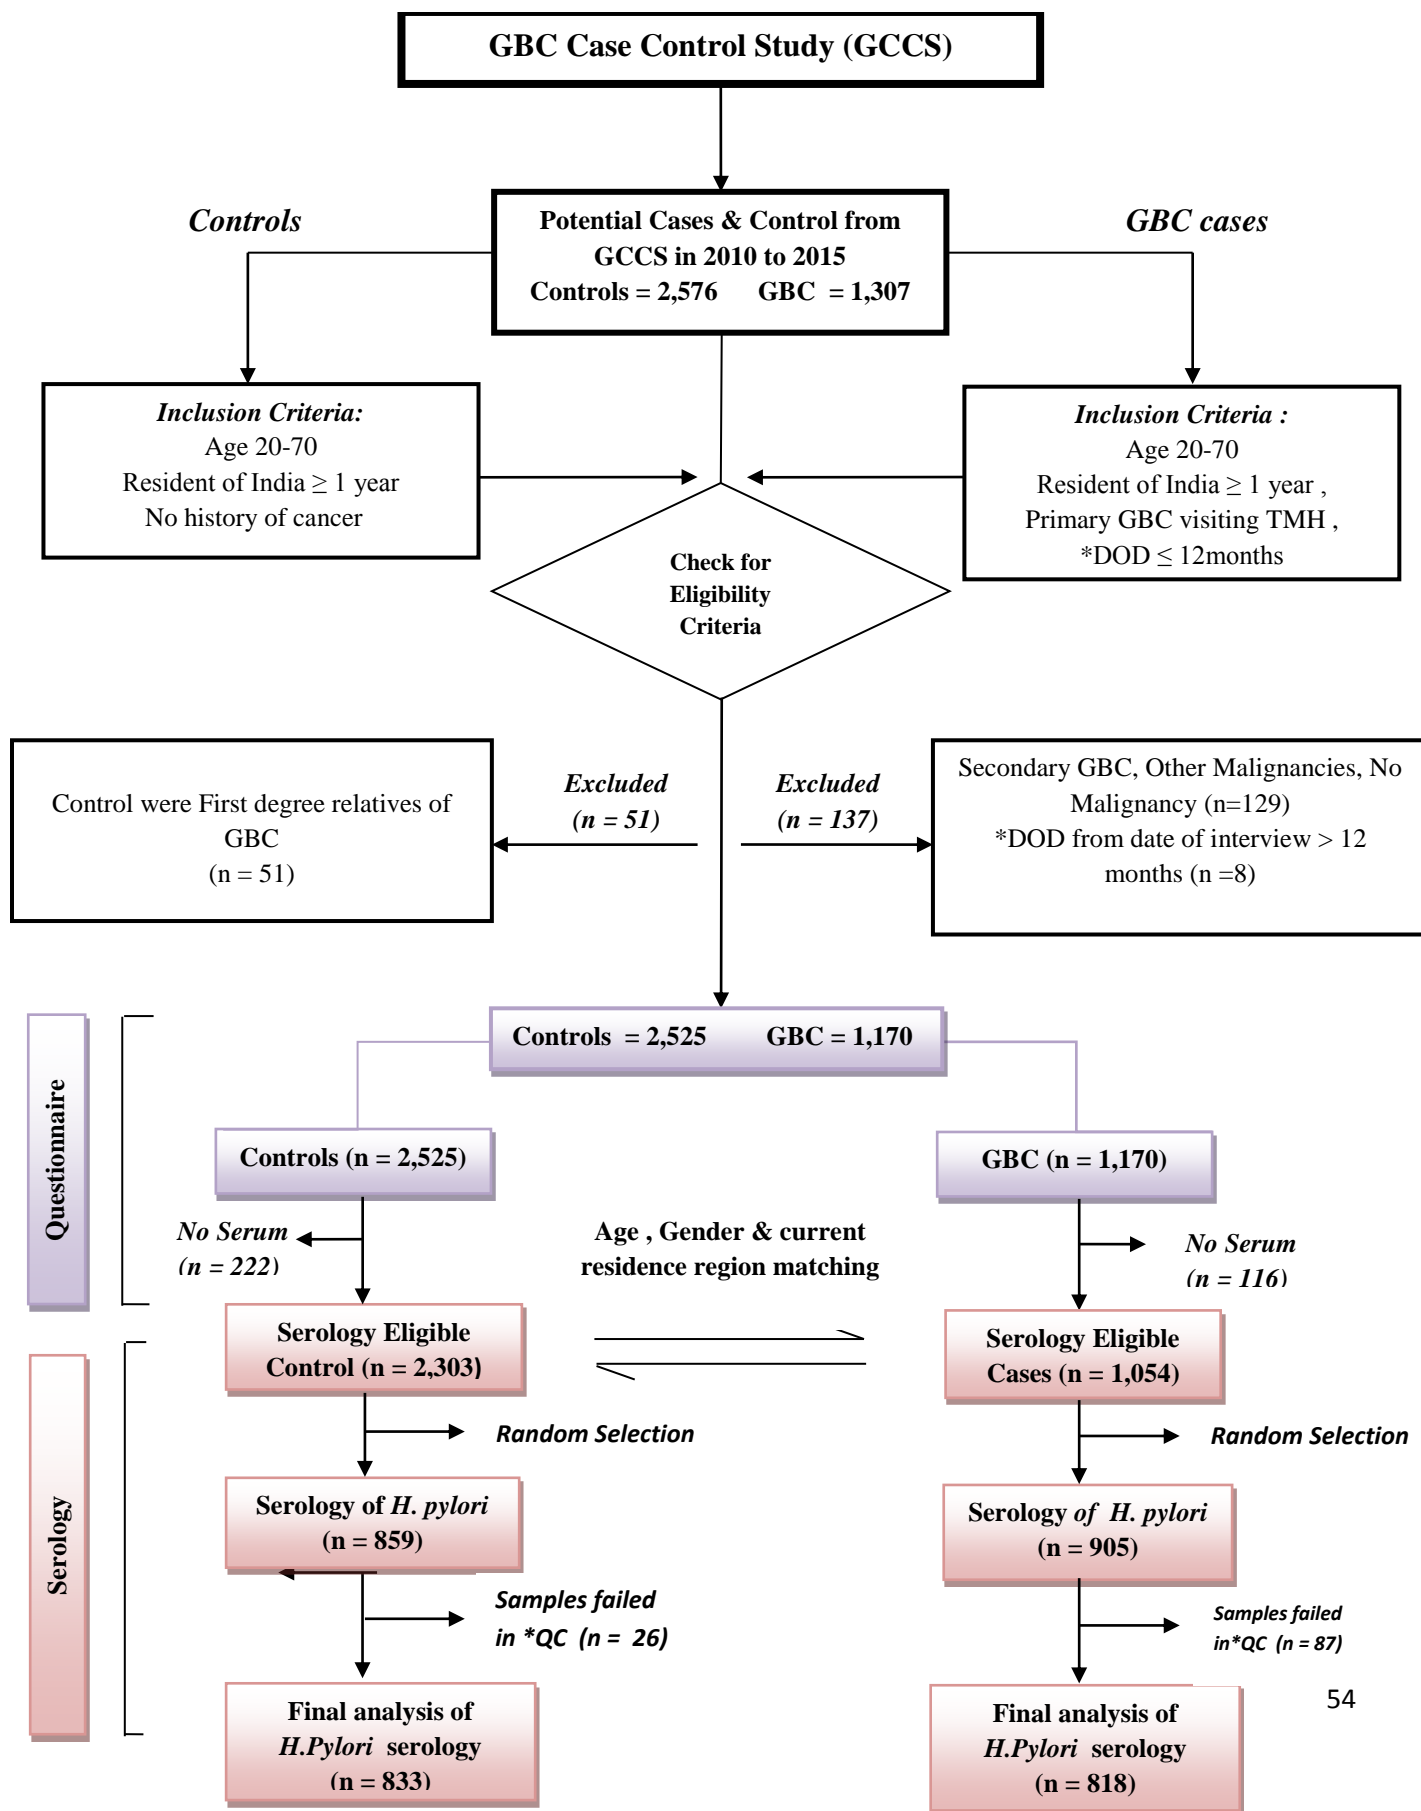 GBC Case Control Study (GCCS)
Controls
GBC cases
Potential Cases & Control from
GCCS in 2010 to 2015
Controls = 2,576 GBC = 1,307
Inclusion Criteria:
Age 20-70
Resident of India ≥ 1 year
No history of cancer
Inclusion Criteria :
Age 20-70
Resident of India ≥ 1 year ,
Primary GBC visiting TMH ,
*DOD ≤ 12months
Check for
Eligibility
Criteria
Control were First degree relatives of
GBC
(n = 51)
Excluded
(n = 51)
Excluded
(n = 137)
Secondary GBC, Other Malignancies, No
Malignancy (n=129)
*DOD from date of interview > 12
months (n =8)
Questionnaire
Controls = 2,525 GBC = 1,170
Controls (n = 2,525)
GBC (n = 1,170)
No Serum
(n = 222)
Age , Gender & current
residence region matching
No Serum
(n = 116)
Serology Eligible
Control (n = 2,303)
Serology Eligible
Cases (n = 1,054)
Serology
Random Selection
Random Selection
Serology of H. pylori
(n = 859)
Serology of H. pylori
(n = 905)
Samples failed
in *QC (n = 26)
Samples failed
in*QC (n = 87)
Final analysis of
H.Pylori serology
(n = 833)
Final analysis of
H.Pylori serology
(n = 818)
54